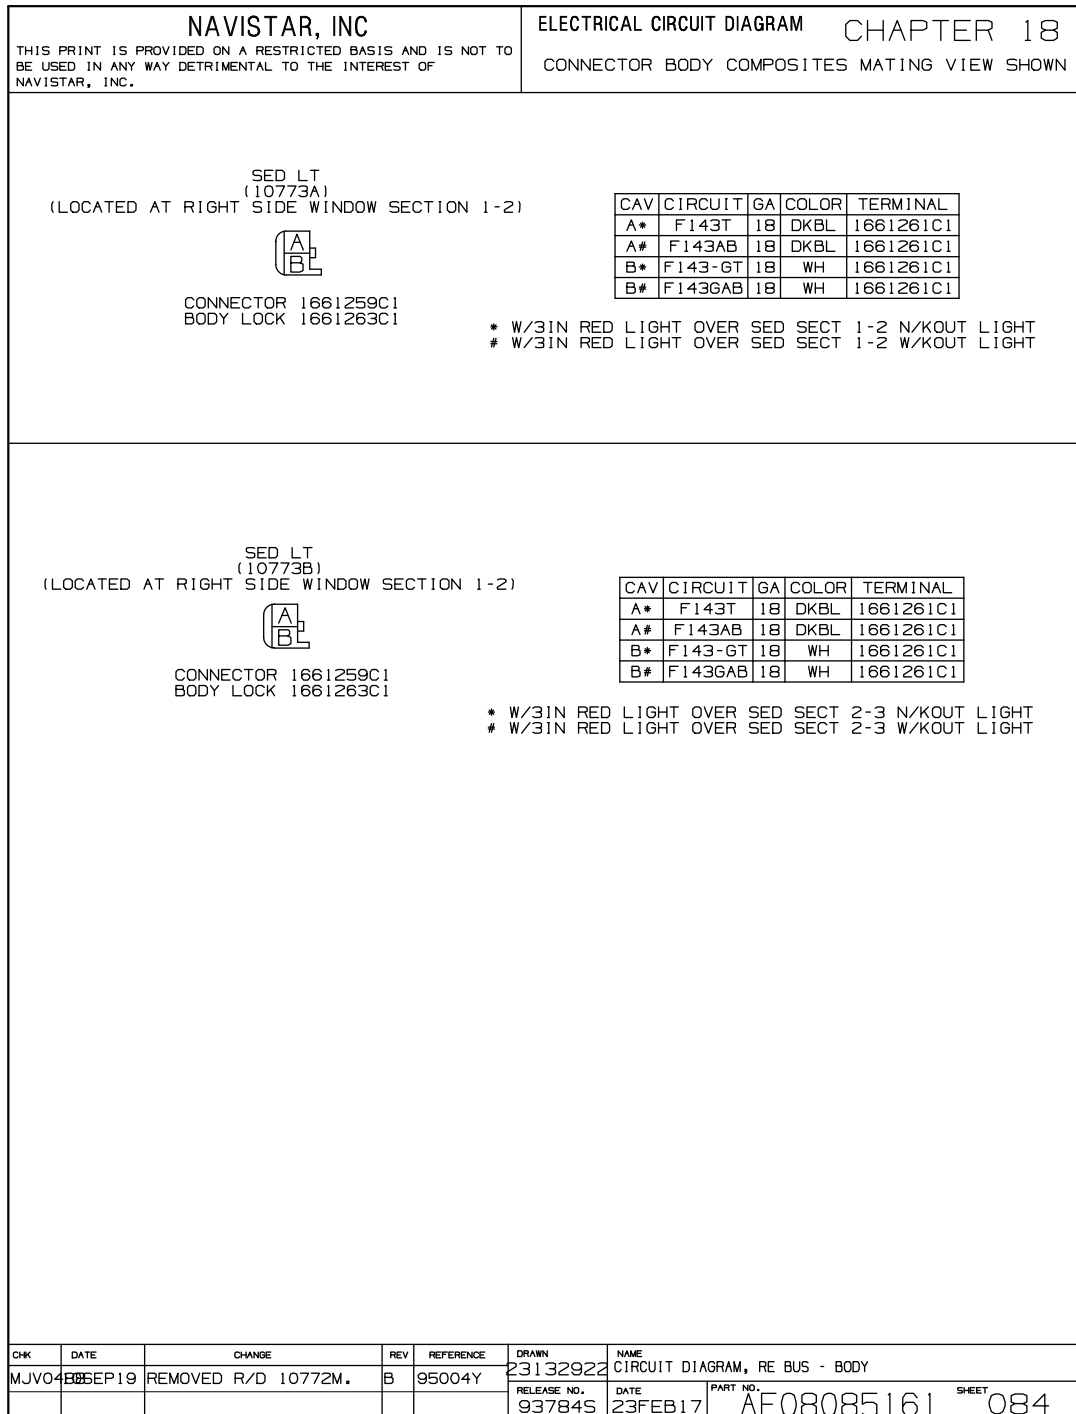 NAVISTAR, INC
THIS PRINT IS PROVIDED ON A RESTRICTED BASIS AND IS NOT TO
BE USED IN ANY WAY DETRIMENTAL TO THE INTEREST OF
NAVISTAR, INC.
ELECTRICAL CIRCUIT DIAGRAM CHAPTER 18
CONNECTOR BODY COMPOSITES MATING VIEW SHOWN
SED LT
(10773A)
(LOCATED AT RIGHT SIDE WINDOW SECTION 1-2)
A
B
CONNECTOR 1661259C1
BODY LOCK 1661263C1
CAV CIRCUIT GA COLOR TERMINAL
A* F143T 18 DKBL 1661261C1
A# F143AB 18 DKBL 1661261C1
B* F143-GT 18 WH 1661261C1
B# F143GAB 18 WH 1661261C1
* W/3IN RED LIGHT OVER SED SECT 1-2 N/KOUT LIGHT
# W/3IN RED LIGHT OVER SED SECT 1-2 W/KOUT LIGHT
SED LT
(10773B)
(LOCATED AT RIGHT SIDE WINDOW SECTION 1-2)
A
B
CONNECTOR 1661259C1
BODY LOCK 1661263C1
CAV CIRCUIT GA COLOR TERMINAL
A* F143T 18 DKBL 1661261C1
A# F143AB 18 DKBL 1661261C1
B* F143-GT 18 WH 1661261C1
B# F143GAB 18 WH 1661261C1
* W/3IN RED LIGHT OVER SED SECT 2-3 N/KOUT LIGHT
# W/3IN RED LIGHT OVER SED SECT 2-3 W/KOUT LIGHT
CHK DATE CHANGE REV REFERENCE
REMOVED R/D 10772M. B 95004Y
DRAWN
23132922
NAME
CIRCUIT DIAGRAM, RE BUS - BODY
RELEASE NO.
93784S
DATE
23FEB17
PART NO.
AF08085161
SHEET
084